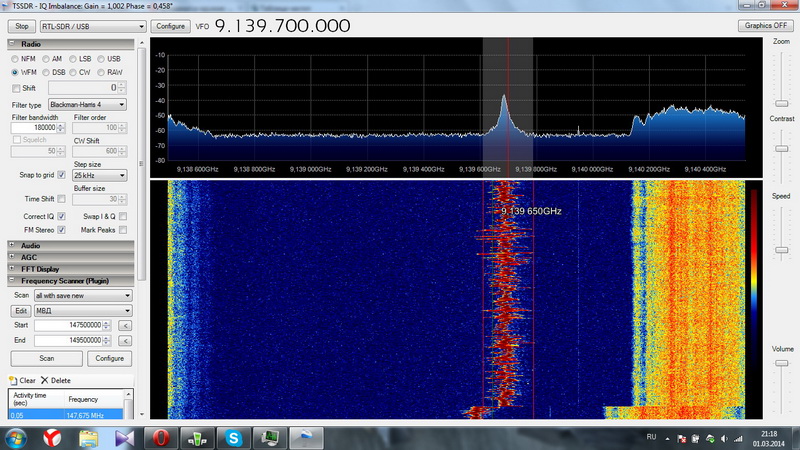 TSSDR - IQ Imbalance: Gain = 1,002 Phase = 0,458°
Stop RTL-SDR / USB Configure VFO 9.139.700.000 Graphics OFF
Radio
NFM AM LSB USB
WFM DSB CW RAW
Shift 0
Filter type Blackman-Harris 4
Filter bandwidth Filter order
180000 100
Squelch CW Shift
50 600
Step size
Snap to grid 25 kHz
Buffer size
Time Shift 30
Correct IQ Swap I & Q
FM Stereo Mark Peaks
Audio
AGC
FFT Display
Frequency Scanner (Plugin)
Scan all with save new
Edit МВД
Start 147500000 <
End 149500000 <
Scan Configure
Clear Delete
Activity time (sec) Frequency
0,05 147,675 MHz
-10
-20
-30
-40
-50
-60
-70
-80
9,138 600GHz 9,138 800GHz 9,139 000GHz 9,139 200GHz 9,139 400GHz 9,139 600GHz 9,139 800GHz 9,140 000GHz 9,140 200GHz 9,140 400GHz
9,139 650GHz
Zoom
Contrast
Speed
Volume
RU
21:18
01.03.2014